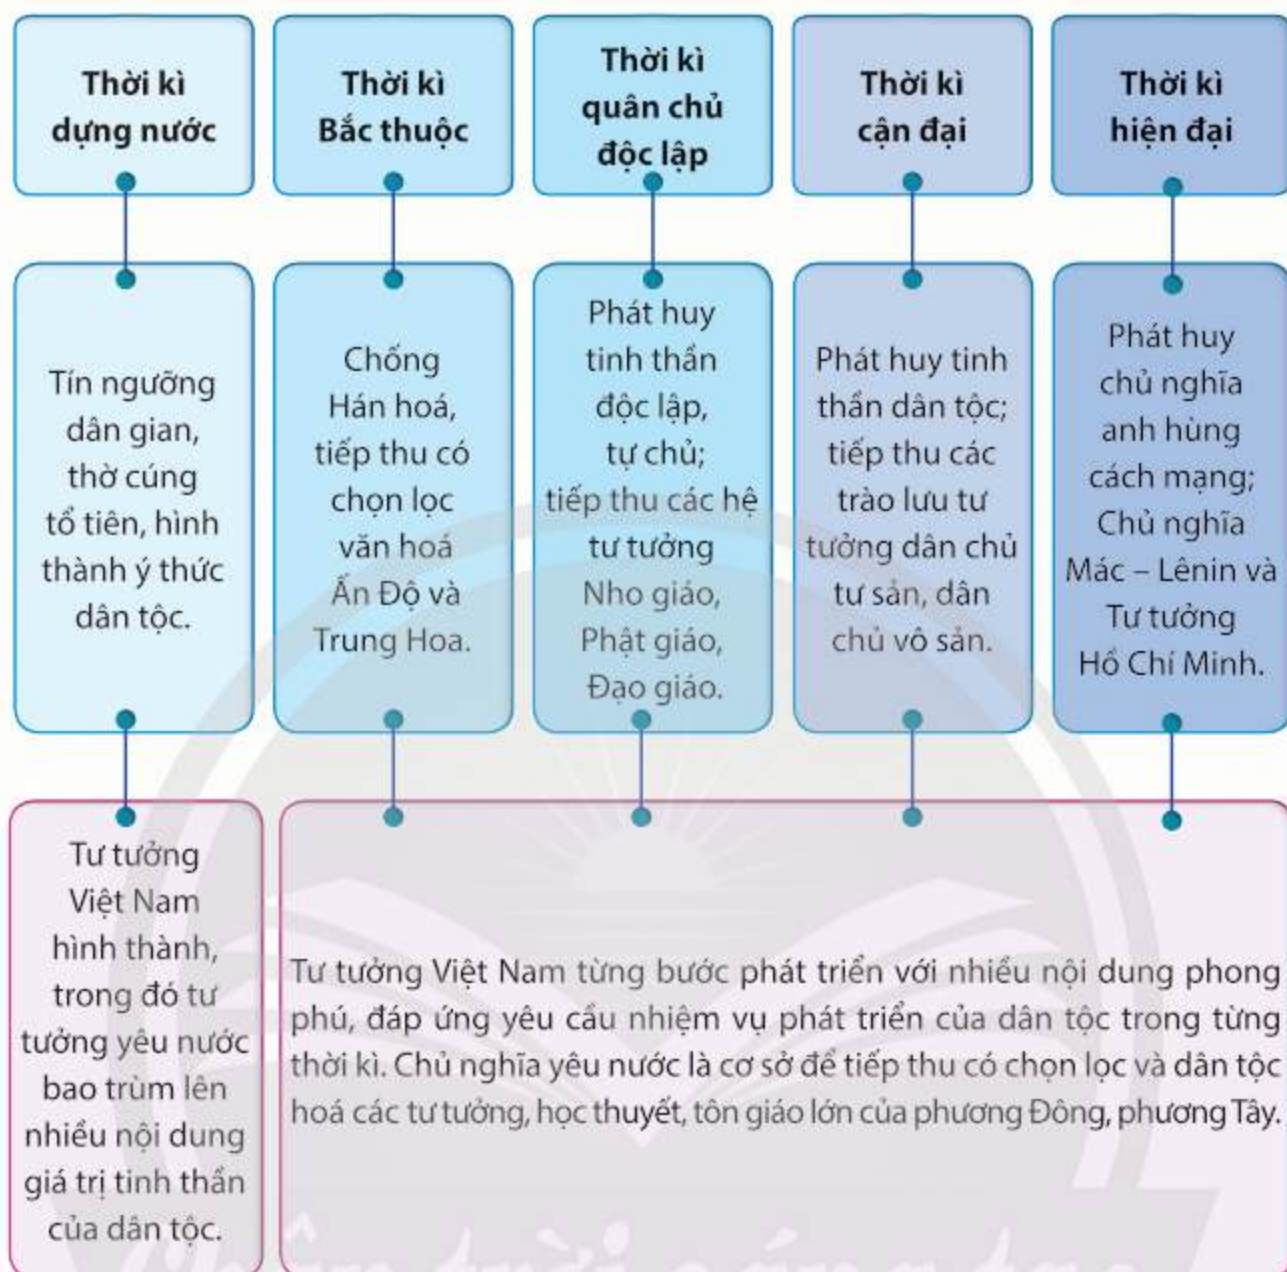 Thời kì
dựng nước
Thời kì
Bắc thuộc
Thời kì
quân chủ
độc lập
Thời kì
cận đại
Thời kì
hiện đại
Tín ngưỡng
dân gian,
thờ cúng
tổ tiên, hình
thành ý thức
dân tộc.
Chống
Hán hoá,
tiếp thu có
chọn lọc
văn hoá
Ấn Độ và
Trung Hoa.
Phát huy
tinh thần
độc lập,
tự chủ;
tiếp thu các hệ
tư tưởng
Nho giáo,
Phật giáo,
Đạo giáo.
Phát huy tinh
thần dân tộc;
tiếp thu các
trào lưu tư
tưởng dân chủ
tư sản, dân
chủ vô sản.
Phát huy
chủ nghĩa
anh hùng
cách mạng;
Chủ nghĩa
Mác – Lênin và
Tư tưởng
Hồ Chí Minh.
Tư tưởng
Việt Nam
hình thành,
trong đó tư
tưởng yêu nước
bao trùm lên
nhiều nội dung
giá trị tinh thần
của dân tộc.
Tư tưởng Việt Nam từng bước phát triển với nhiều nội dung phong
phú, đáp ứng yêu cầu nhiệm vụ phát triển của dân tộc trong từng
thời kì. Chủ nghĩa yêu nước là cơ sở để tiếp thu có chọn lọc và dân tộc
hoá các tư tưởng, học thuyết, tôn giáo lớn của phương Đông, phương Tây.